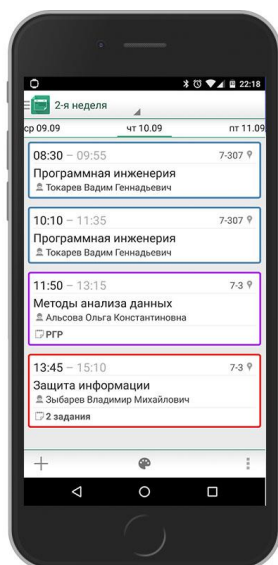 22:18
2-я неделя
ср 09.09 чт 10.09 пт 11.09
08:30 – 09:55 7-307
Программная инженерия
Токарев Вадим Геннадьевич
10:10 – 11:35 7-307
Программная инженерия
Токарев Вадим Геннадьевич
11:50 – 13:15 7-3
Методы анализа данных
Альсова Ольга Константиновна
РГР
13:45 – 15:10 7-3
Защита информации
Зыбарев Владимир Михайлович
2 задания